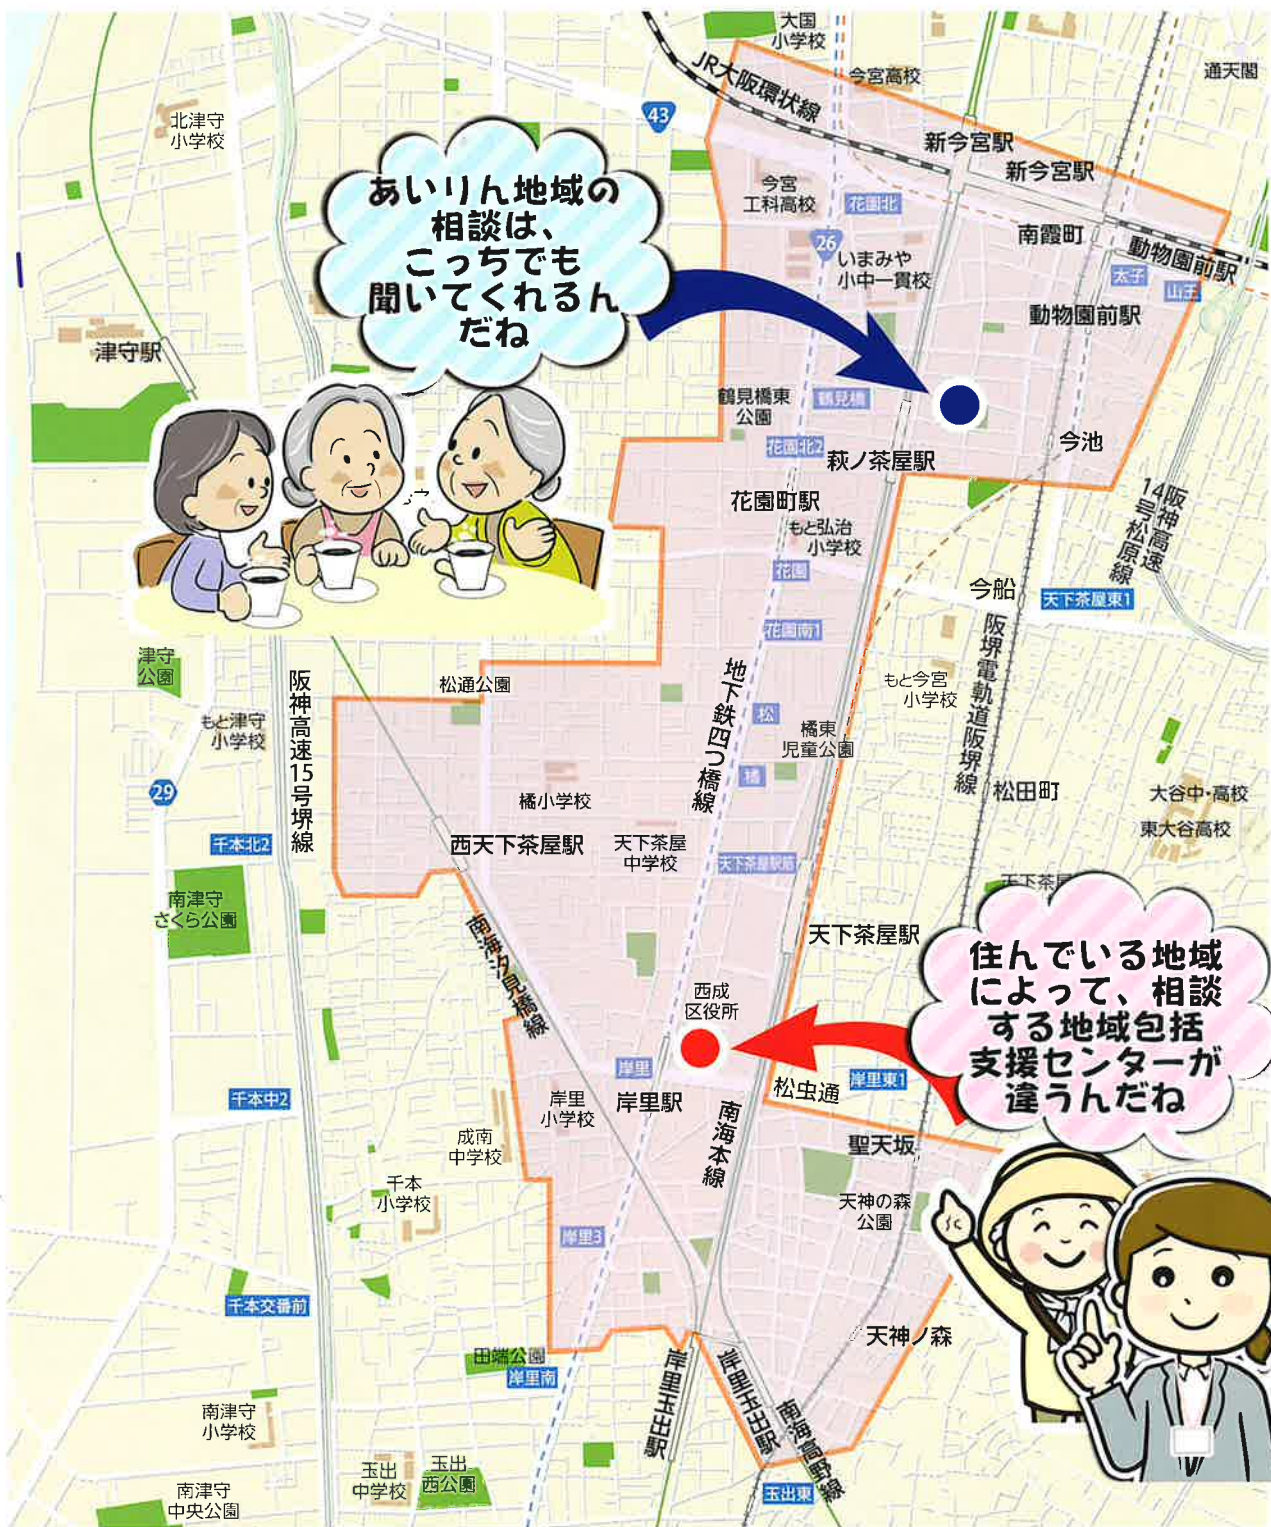 大国
小学校
通天閣
今宮高校
JR大阪環状線
43
北津守
小学校
新今宮駅
新今宮駅
あいりん地域の
相談は、
こっちでも
聞いてくれるん
だね
今宮
工科高校
花園北
26
南霞町
動物園前駅
いまみや
小中一貫校
太子
山王
動物園前駅
津守駅
鶴見橋東
公園
鶴見橋
今池
花園北2
萩ノ茶屋駅
花園町駅
阪神高速
14号松原線
もと弘治
小学校
花園
今船
天下茶屋東1
花園南1
阪堺電軌道阪堺線
津守
公園
松通公園
地下鉄四つ橋線
もと今宮
小学校
阪神高速15号堺線
もと津守
小学校
松
橘東
児童公園
橘
29
橘小学校
松田町
大谷中・高校
東大谷高校
千本北2
西天下茶屋駅
天下茶屋
中学校
天下茶屋駅前
天下茶屋
南津守
さくら公園
南海汐見橋線
天下茶屋駅
住んでいる地域
によって、相談
する地域包括
支援センターが
違うんだね
西成
区役所
岸里
岸里東1
松虫通
千本中2
岸里
小学校
岸里駅
南海本線
成南
中学校
聖天坂
千本
小学校
天神の森
公園
岸里3
千本交番前
天神ノ森
田端公園
岸里南
岸里玉出駅
岸里玉出駅
南海高野線
南津守
小学校
玉出
中学校
玉出
西公園
玉出東
南津守
中央公園